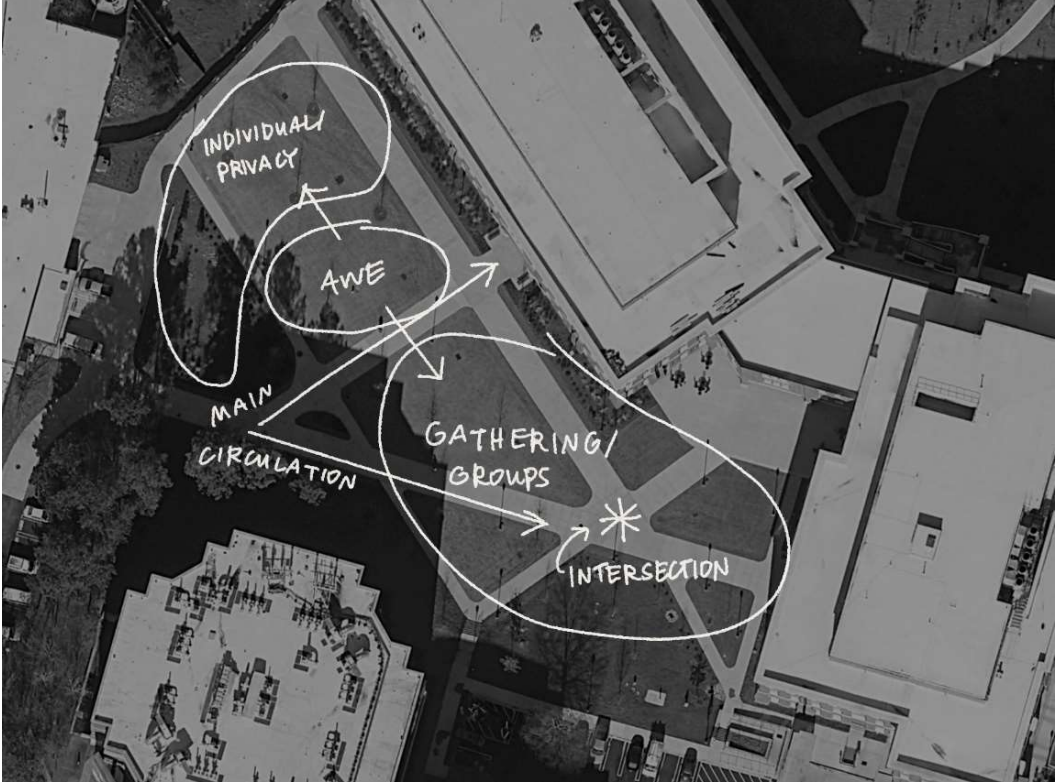 INDIVIDUAL/
PRIVACY
AWE
MAIN
CIRCULATION
GATHERING/
GROUPS
INTERSECTION